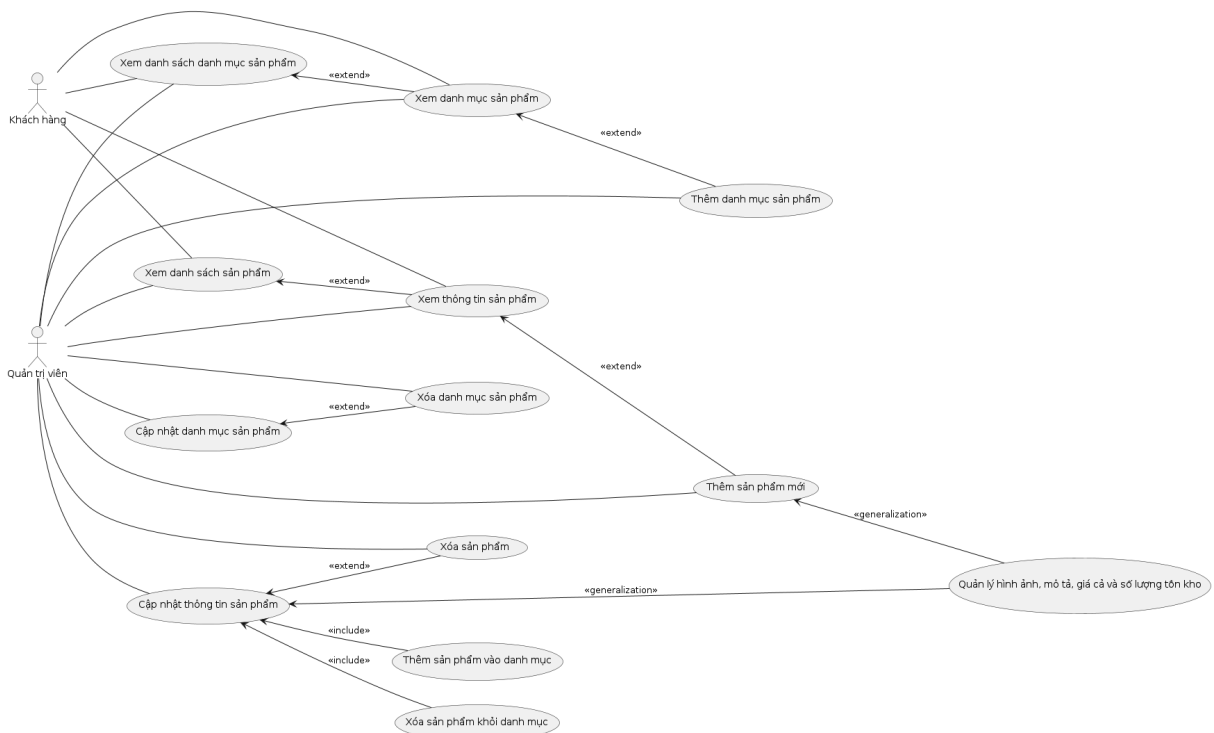 Xem danh sách danh mục sản phẩm
«extend»
Xem danh mục sản phẩm
Khách hàng
«extend»
Thêm danh mục sản phẩm
Xem danh sách sản phẩm
«extend»
Xem thông tin sản phẩm
Quản trị viên
«extend»
Xóa danh mục sản phẩm
«extend»
Cập nhật danh mục sản phẩm
Thêm sản phẩm mới
«generalization»
Xóa sản phẩm
«extend»
Quản lý hình ảnh, mô tả, giá cả và số lượng tồn kho
«generalization»
Cập nhật thông tin sản phẩm
«include»
Thêm sản phẩm vào danh mục
«include»
Xóa sản phẩm khỏi danh mục